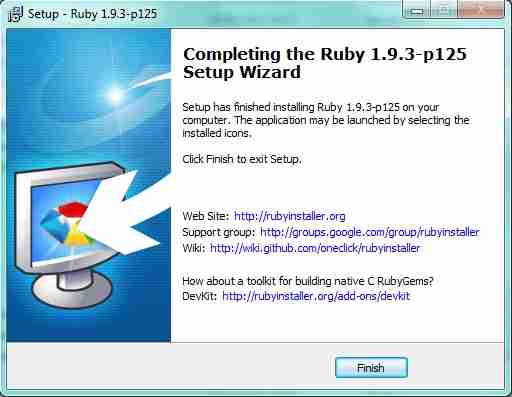 Setup - Ruby 1.9.3-p125
Completing the Ruby 1.9.3-p125
Setup Wizard
Setup has finished installing Ruby 1.9.3-p125 on your
computer. The application may be launched by selecting the
installed icons.
Click Finish to exit Setup.
Web Site: http://rubyinstaller.org
Support group: http://groups.google.com/group/rubyinstaller
Wiki: http://wiki.github.com/oneclick/rubyinstaller
How about a toolkit for building native C RubyGems?
DevKit: http://rubyinstaller.org/add-ons/devkit
Finish